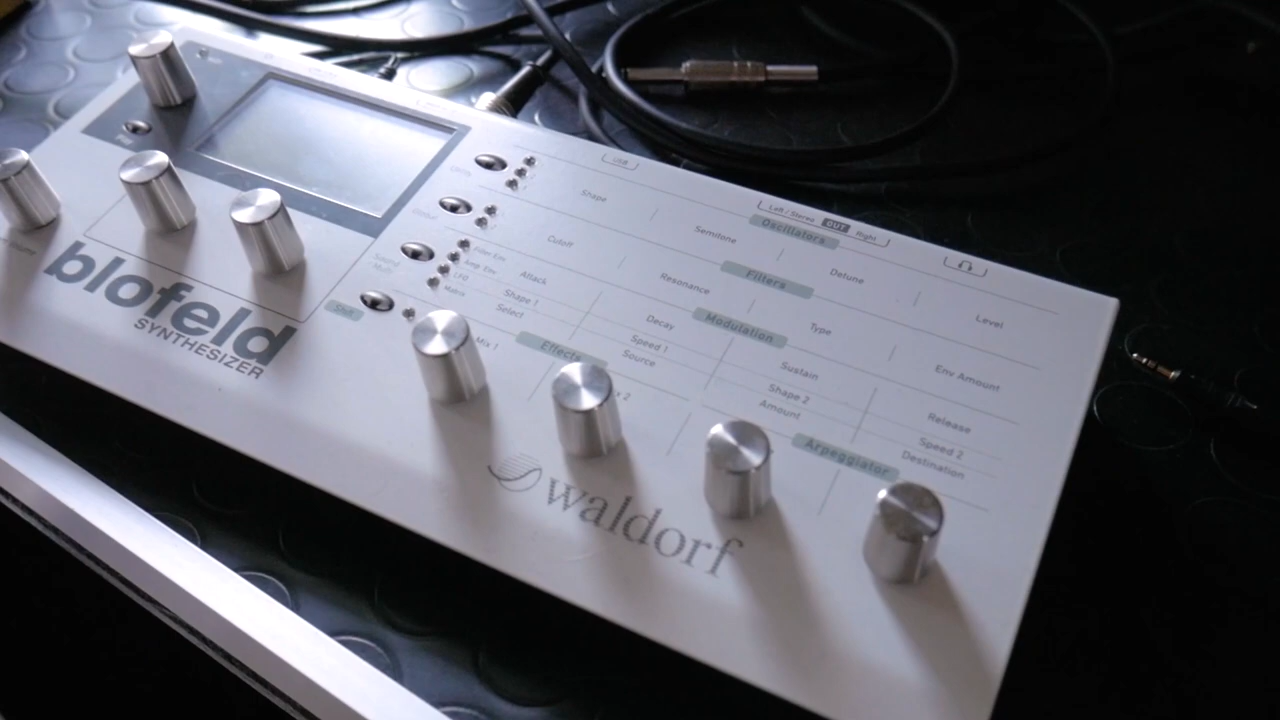 USB
Left / Stereo OUT Right
Oscillators
Shape
Semitone
Detune
Level
Filters
Cutoff
Resonance
Type
Env Amount
Modulation
Filter Env
Amp Env
LFO
Matrix
Attack
Decay
Sustain
Release
Shape 1
Speed 1
Shape 2
Speed 2
Select
Source
Amount
Destination
Shift
Effects
Mix 1
Arpeggiator
blofeld
SYNTHESIZER
waldorf